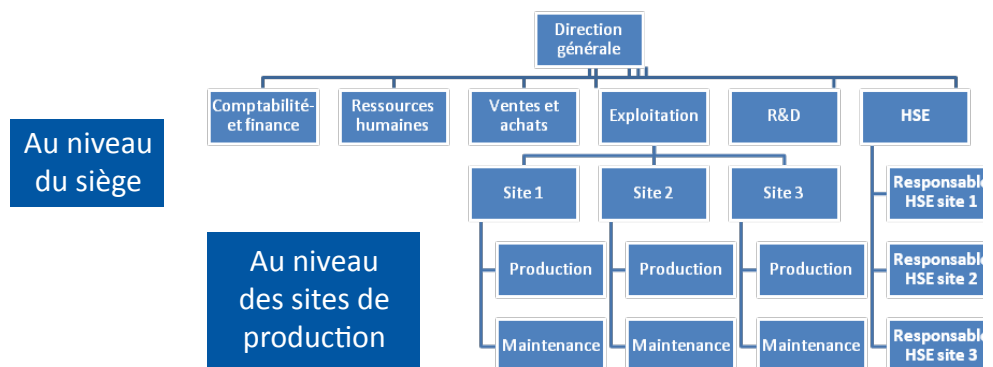 Direction
générale
Comptabilité-
et finance
Ressources
humaines
Ventes et
achats
Exploitation
R&D
HSE
Au niveau
du siège
Site 1
Site 2
Site 3
Responsable
HSE site 1
Au niveau
des sites de
production
Production
Production
Production
Responsable
HSE site 2
Maintenance
Maintenance
Maintenance
Responsable
HSE site 3